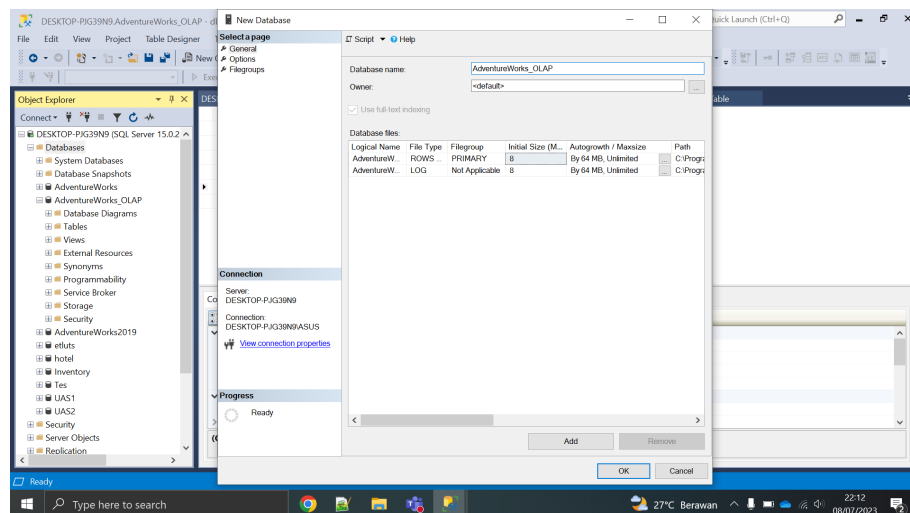 DESKTOP-PJG39N9.AdventureWorks_OLAP - d
Quick Launch (Ctrl+Q)
File Edit View Project Table Designer
New
Exe
Object Explorer
Connect
DESKTOP-PJG39N9 (SQL Server 15.0.2
Databases
System Databases
Database Snapshots
AdventureWorks
AdventureWorks_OLAP
Database Diagrams
Tables
Views
External Resources
Synonyms
Programmability
Service Broker
Storage
Security
AdventureWorks2019
etluts
hotel
Inventory
Tes
UAS1
UAS2
Security
Server Objects
Replication
DES
able
Co
New Database
Select a page
General
Options
Filegroups
Connection
Server:
DESKTOP-PJG39N9
Connection:
DESKTOP-PJG39N9\ASUS
View connection properties
Progress
Ready
Script Help
Database name: AdventureWorks_OLAP
Owner: <default> ...
Use full-text indexing
Database files:
Logical Name File Type Filegroup Initial Size (M... Autogrowth / Maxsize Path
AdventureW... ROWS ... PRIMARY 8 By 64 MB, Unlimited ... C:\Progra
AdventureW... LOG Not Applicable 8 By 64 MB, Unlimited ... C:\Progra
Add Remove
OK Cancel
Ready
Type here to search
27°C Berawan
22:12
08/07/2023